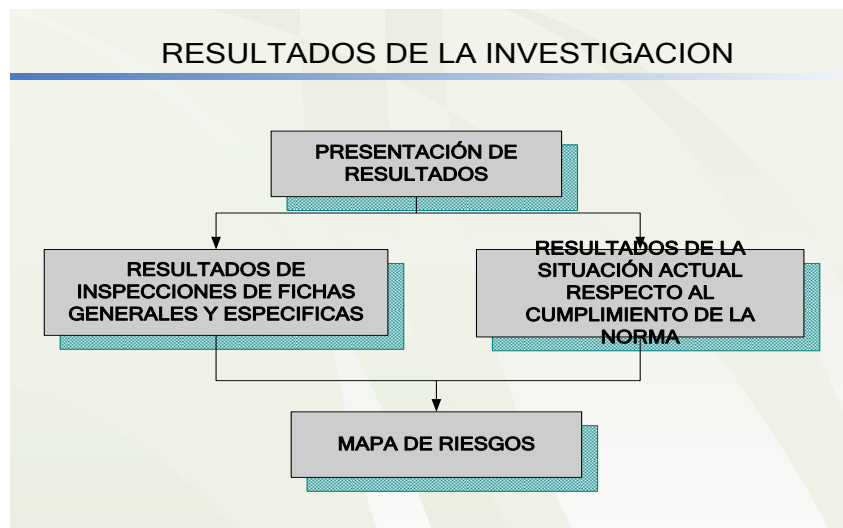 RESULTADOS DE LA INVESTIGACION
PRESENTACIÓN DE
RESULTADOS
RESULTADOS DE
INSPECCIONES DE FICHAS
GENERALES Y ESPECIFICAS
RESULTADOS DE LA
SITUACIÓN ACTUAL
RESPECTO AL
CUMPLIMIENTO DE LA
NORMA
MAPA DE RIESGOS